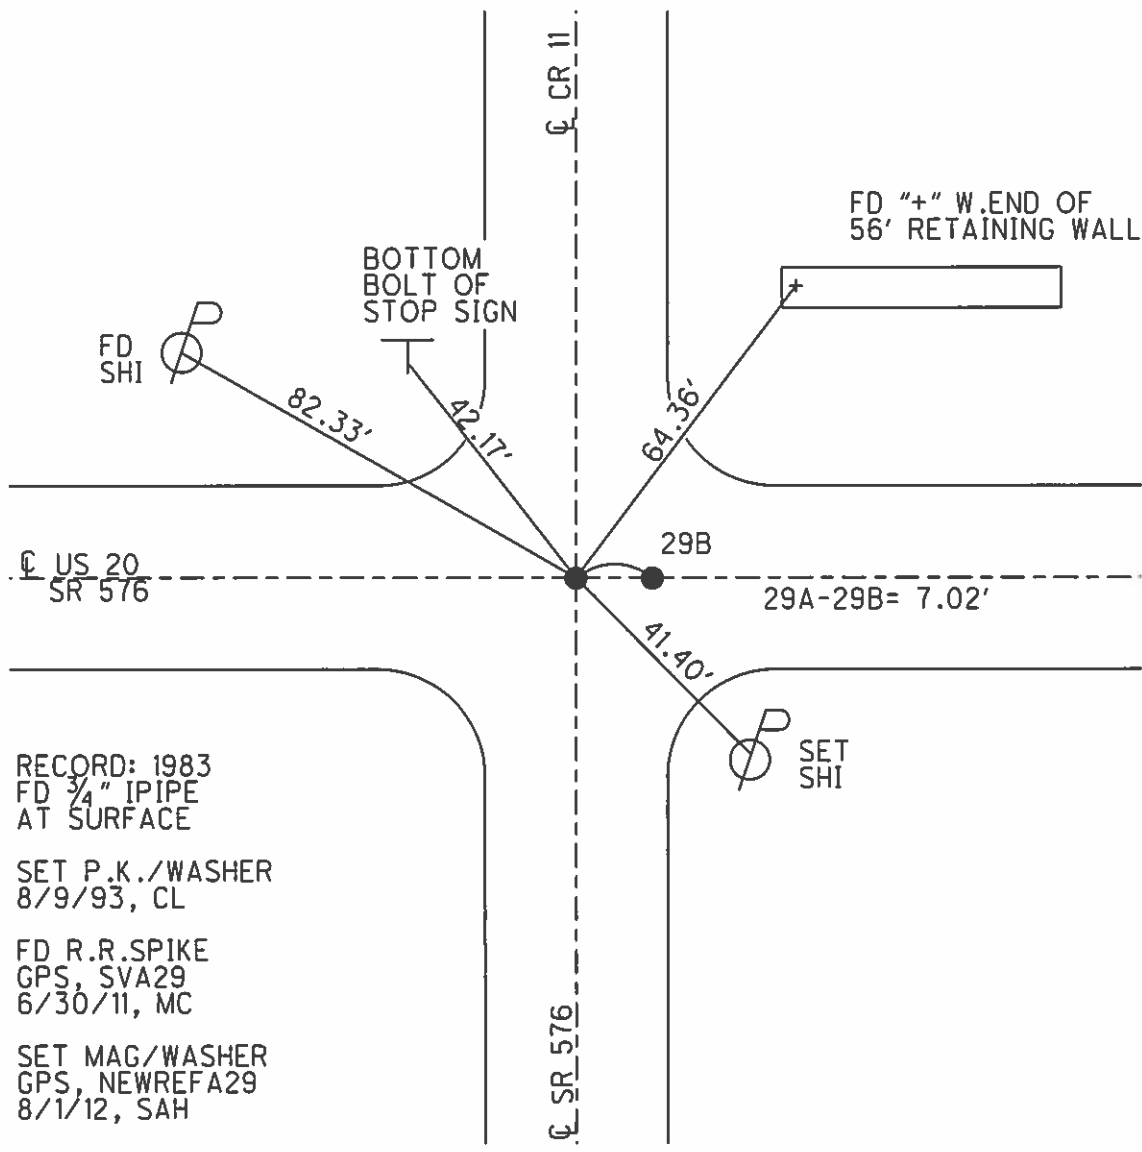 ℄ CR 11
FD "+" W.END OF
56' RETAINING WALL
+
BOTTOM
BOLT OF
STOP SIGN
FD
SHI
82.33'
42.17'
64.36'
29B
℄ US 20
SR 576
29A-29B= 7.02'
41.40'
SET
SHI
RECORD: 1983
FD 3/4" IPIPE
AT SURFACE
SET P.K./WASHER
8/9/93, CL
FD R.R.SPIKE
GPS, SVA29
6/30/11, MC
SET MAG/WASHER
GPS, NEWREFA29
8/1/12, SAH
℄ SR 576